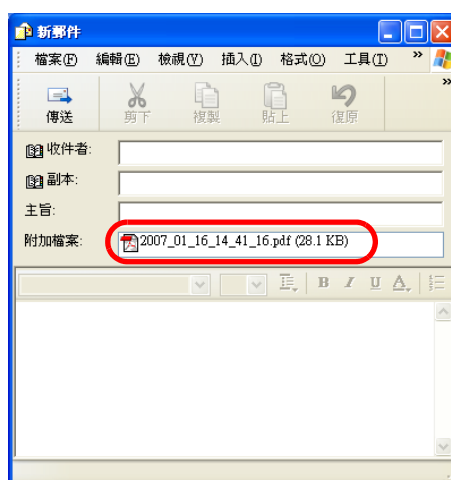 新郵件
檔案(F) 編輯(E) 檢視(V) 插入(I) 格式(O) 工具(T) »
傳送 剪下 複製 貼上 復原 »
收件者:
副本:
主旨:
附加檔案: 2007_01_16_14_41_16.pdf (28.1 KB)
B I U A